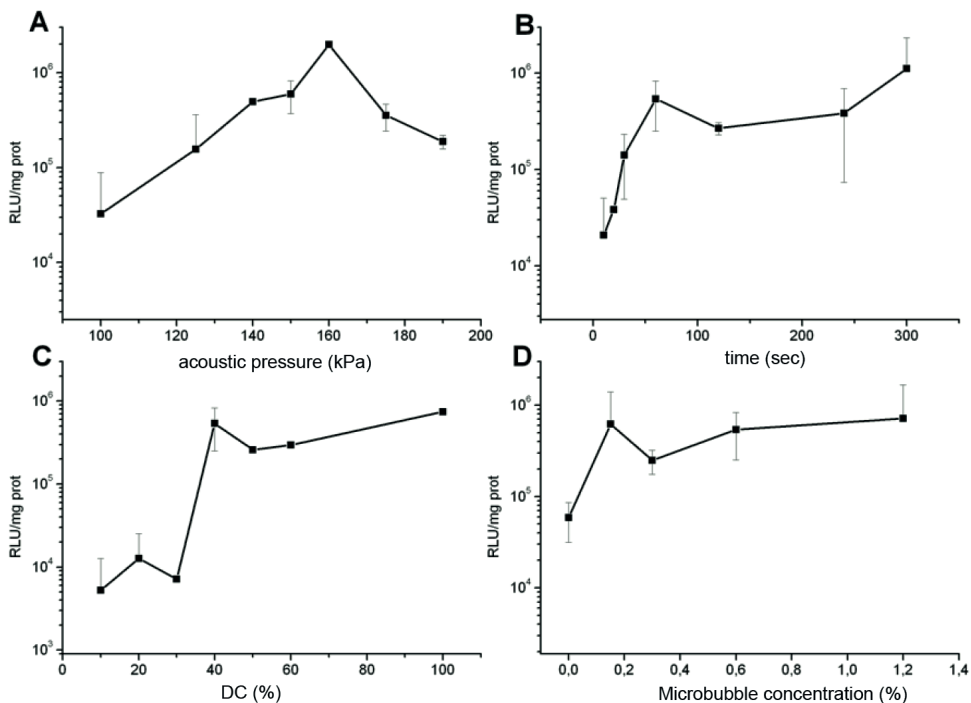 A
RLU/mg prot
10^6
10^5
10^4
100 120 140 160 180 200
acoustic pressure (kPa)
B
RLU/mg prot
10^6
10^5
10^4
0 100 200 300
time (sec)
C
RLU/mg prot
10^6
10^5
10^4
10^3
0 20 40 60 80 100
DC (%)
D
RLU/mg prot
10^6
10^5
10^4
0,0 0,2 0,4 0,6 0,8 1,0 1,2 1,4
Microbubble concentration (%)